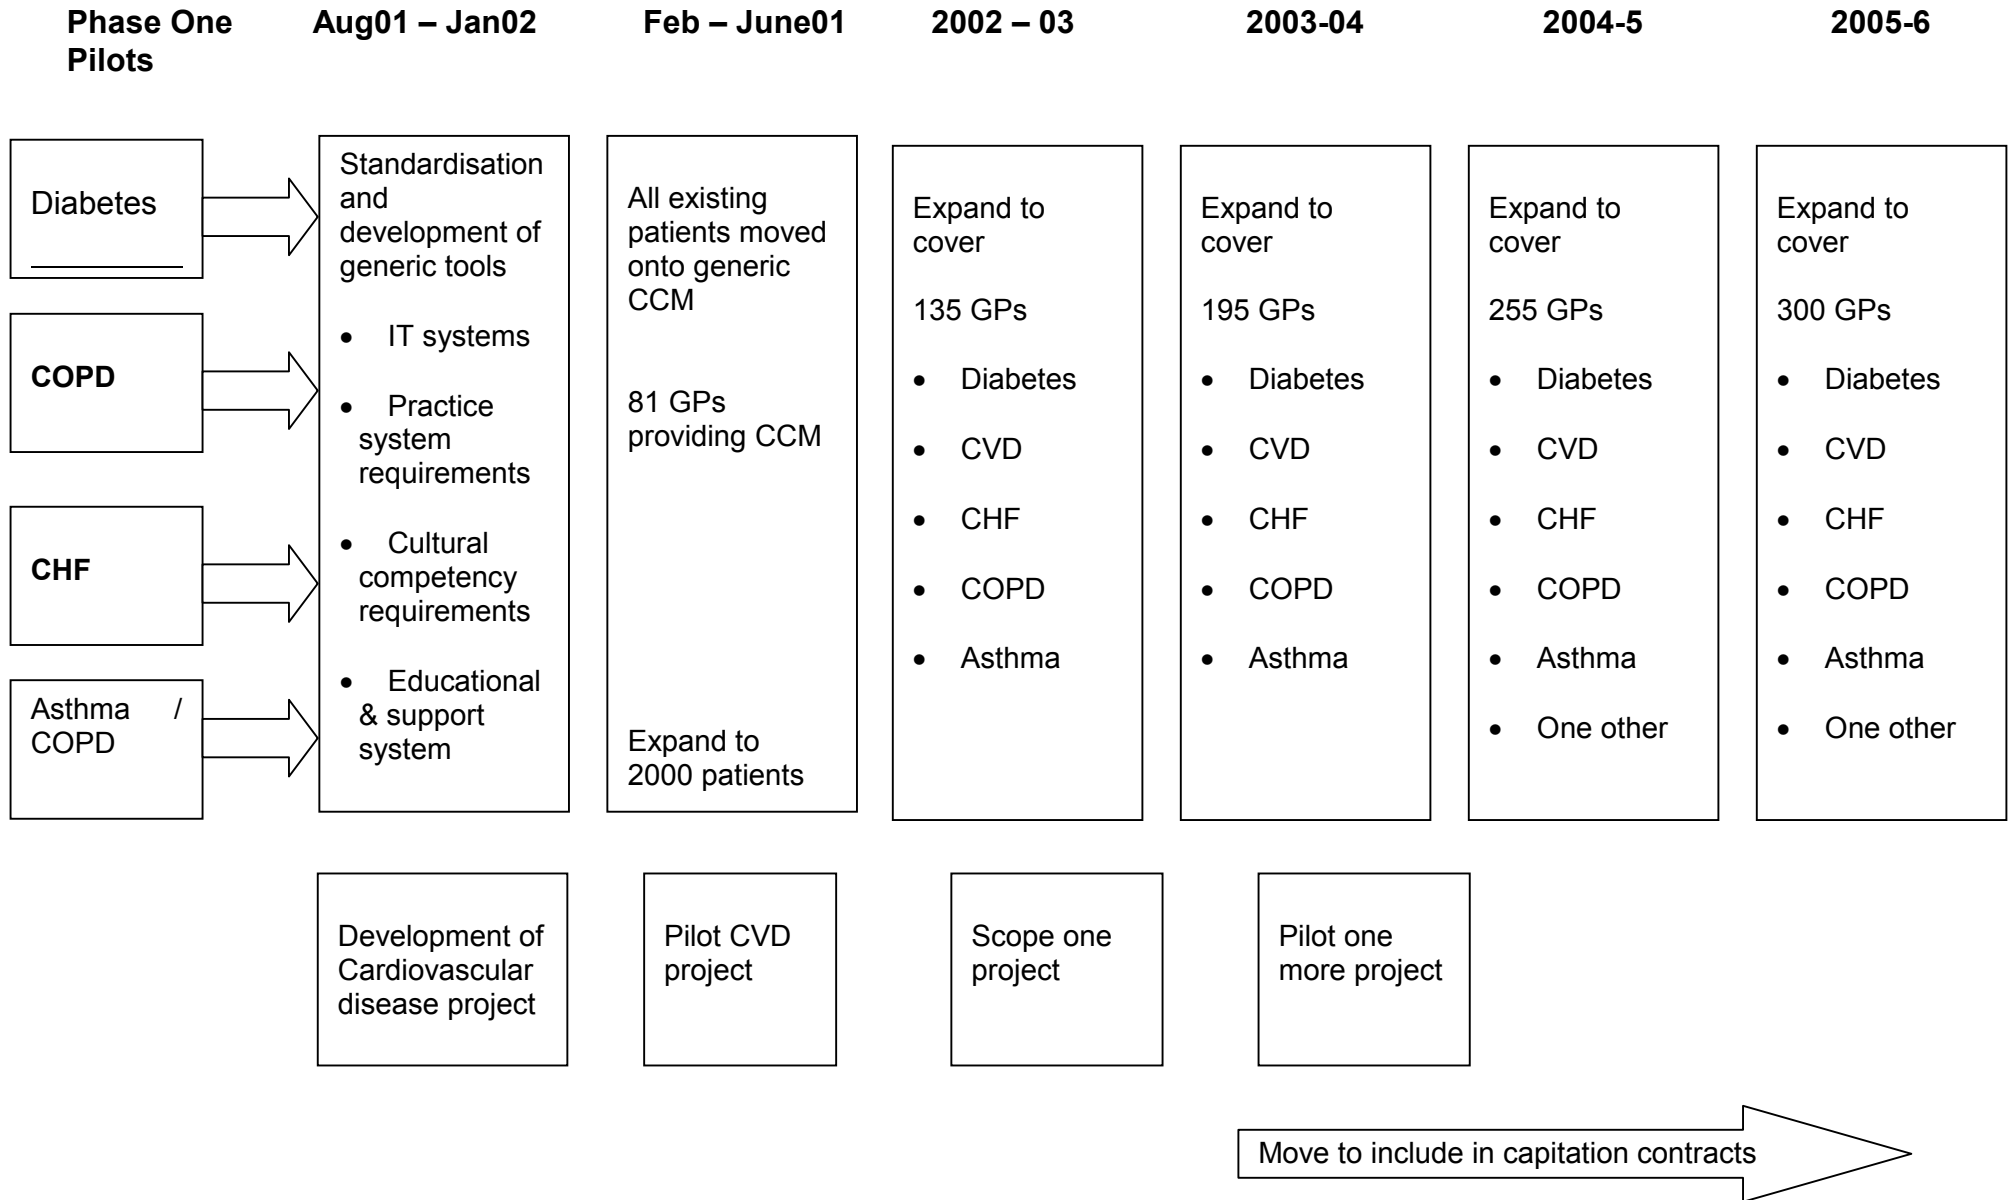 Phase One
Pilots
Aug01 – Jan02
Feb – June01
2002 – 03
2003-04
2004-5
2005-6
Diabetes
COPD
CHF
Asthma /
COPD
Standardisation
and
development of
generic tools
• IT systems
• Practice
system
requirements
• Cultural
competency
requirements
• Educational
& support
system
All existing
patients moved
onto generic
CCM
81 GPs
providing CCM
Expand to
2000 patients
Expand to
cover
135 GPs
• Diabetes
• CVD
• CHF
• COPD
• Asthma
Expand to
cover
195 GPs
• Diabetes
• CVD
• CHF
• COPD
• Asthma
Expand to
cover
255 GPs
• Diabetes
• CVD
• CHF
• COPD
• Asthma
• One other
Expand to
cover
300 GPs
• Diabetes
• CVD
• CHF
• COPD
• Asthma
• One other
Development of
Cardiovascular
disease project
Pilot CVD
project
Scope one
project
Pilot one
more project
Move to include in capitation contracts